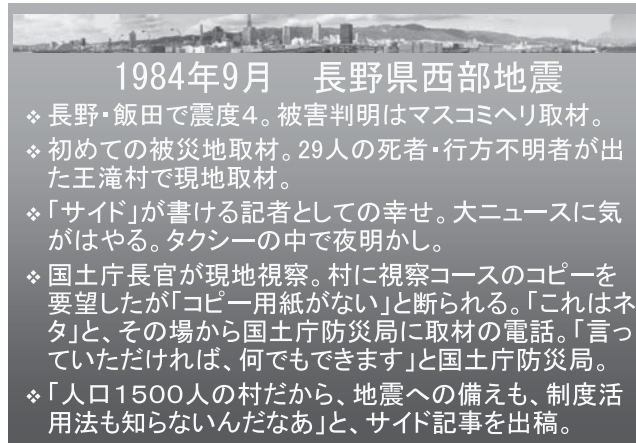 1984年9月　長野県西部地震
❖ 長野・飯田で震度４。被害判明はマスコミヘリ取材。
❖ 初めての被災地取材。29人の死者・行方不明者が出
た王滝村で現地取材。
❖ 「サイド」が書ける記者としての幸せ。大ニュースに気
がはやる。タクシーの中で夜明かし。
❖ 国土庁長官が現地視察。村に視察コースのコピーを
要望したが「コピー用紙がない」と断られる。「これはネ
タ」と、その場から国土庁防災局に取材の電話。「言っ
ていただければ、何でもできます」と国土庁防災局。
❖ 「人口１５００人の村だから、地震への備えも、制度活
用法も知らないんだなあ」と、サイド記事を出稿。